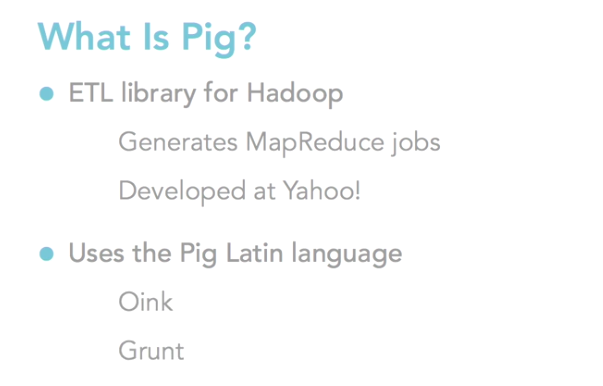 What Is Pig?
ETL library for Hadoop
Generates MapReduce jobs
Developed at Yahoo!
Uses the Pig Latin language
Oink
Grunt